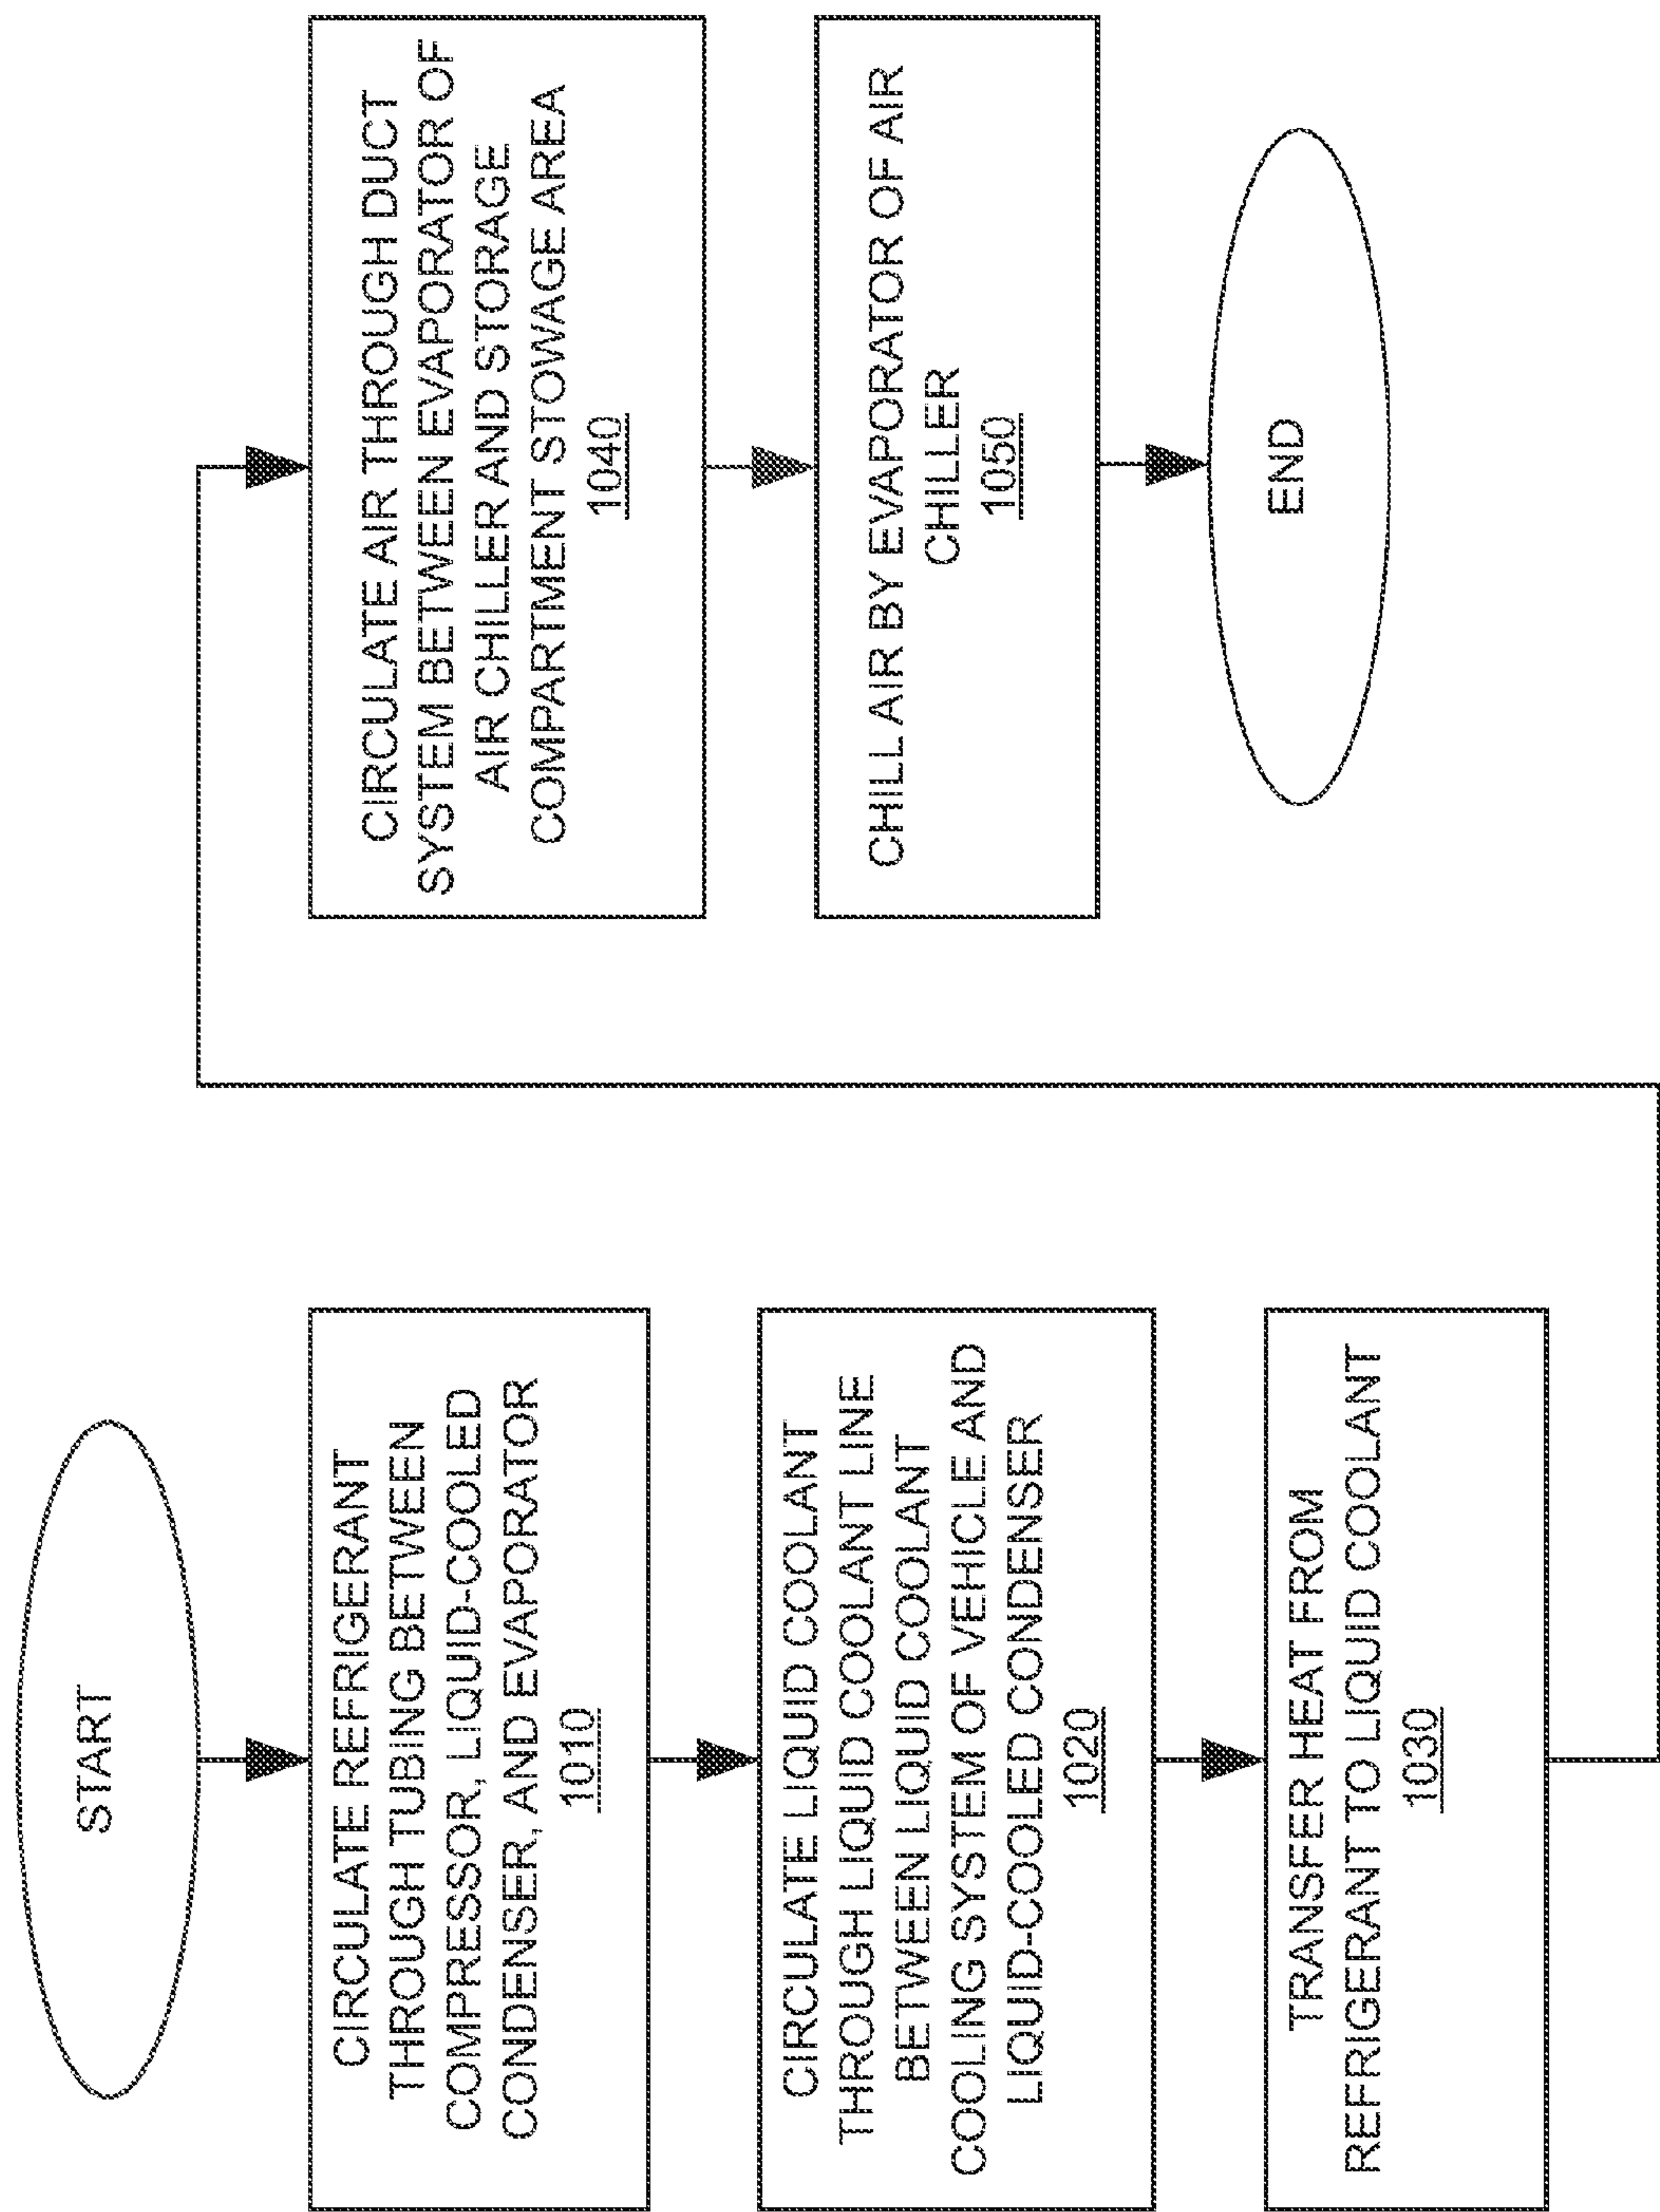 START
CIRCULATE REFRIGERANT
THROUGH TUBING BETWEEN
COMPRESSOR, LIQUID-COOLED
CONDENSER, AND EVAPORATOR
1010
CIRCULATE LIQUID COOLANT
THROUGH LIQUID COOLANT LINE
BETWEEN LIQUID COOLANT
COOLING SYSTEM OF VEHICLE AND
LIQUID-COOLED CONDENSER
1020
TRANSFER HEAT FROM
REFRIGERANT TO LIQUID COOLANT
1030
CIRCULATE AIR THROUGH DUCT
SYSTEM BETWEEN EVAPORATOR OF
AIR CHILLER AND STORAGE
COMPARTMENT STOWAGE AREA
1040
CHILL AIR BY EVAPORATOR OF AIR
CHILLER
1050
END